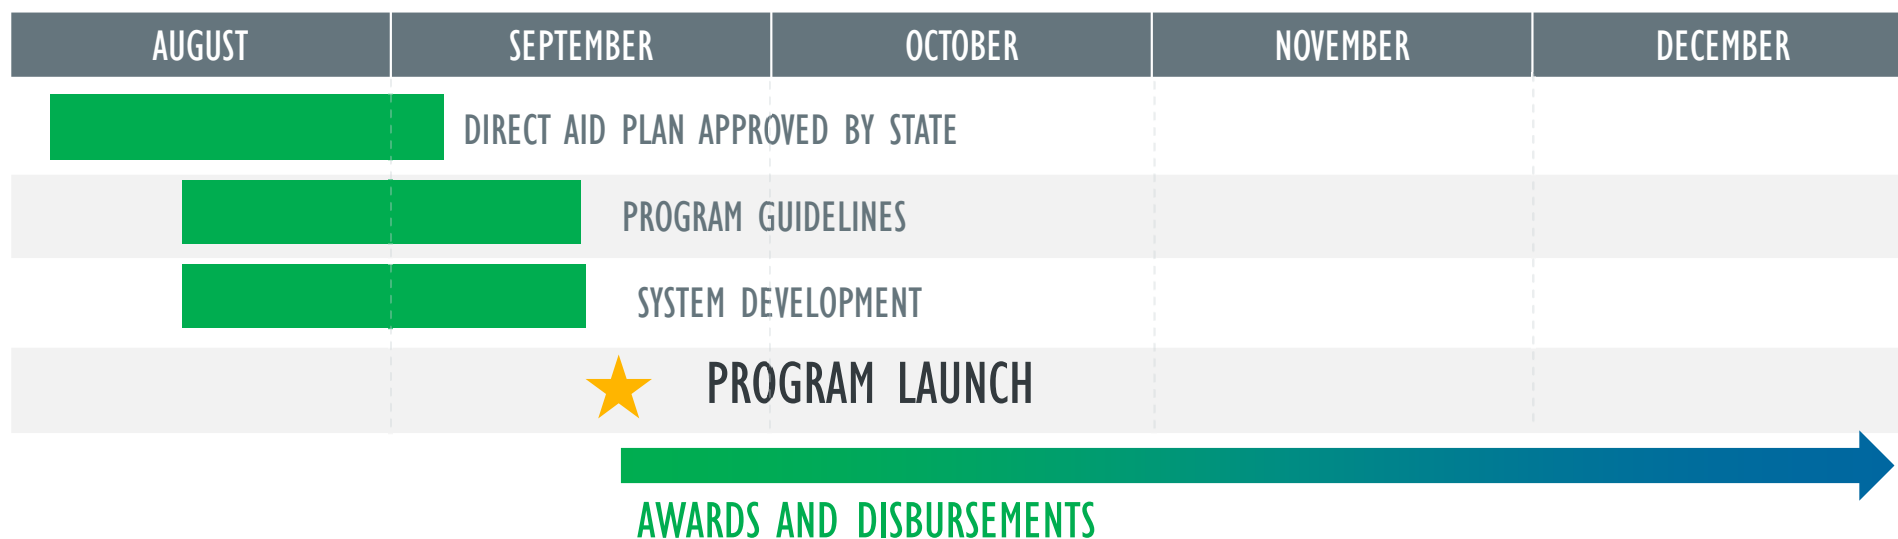 AUGUST SEPTEMBER OCTOBER NOVEMBER DECEMBER
DIRECT AID PLAN APPROVED BY STATE
PROGRAM GUIDELINES
SYSTEM DEVELOPMENT
PROGRAM LAUNCH
AWARDS AND DISBURSEMENTS